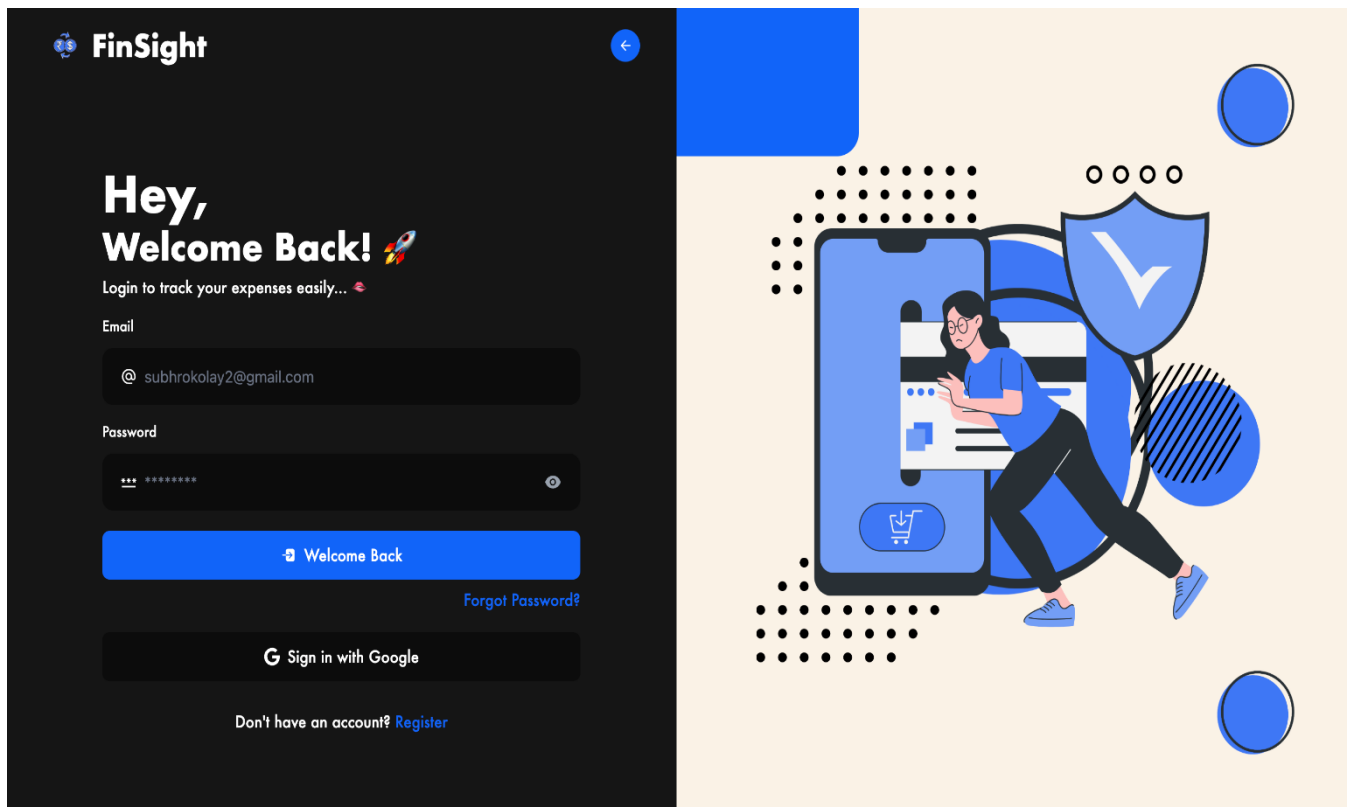 FinSight
Hey,
Welcome Back! 🚀
Login to track your expenses easily... 🫦
Email
@ subhrokolay2@gmail.com
Password
*** ********
Welcome Back
Forgot Password?
G Sign in with Google
Don't have an account? Register